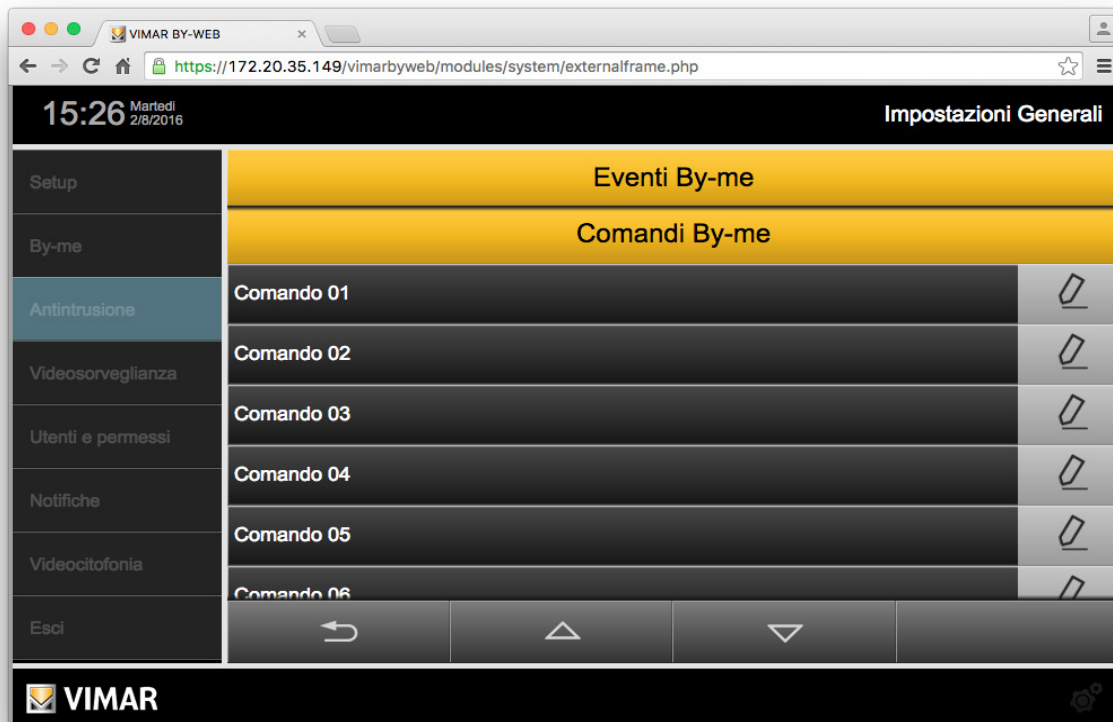 VIMAR BY-WEB
https://172.20.35.149/vimarbyweb/modules/system/externalframe.php
15:26 Martedì
2/8/2016
Impostazioni Generali
Setup
By-me
Antintrusione
Videosorveglianza
Utenti e permessi
Notifiche
Videocitofonia
Esci
Eventi By-me
Comandi By-me
Comando 01
Comando 02
Comando 03
Comando 04
Comando 05
Comando 06
VIMAR